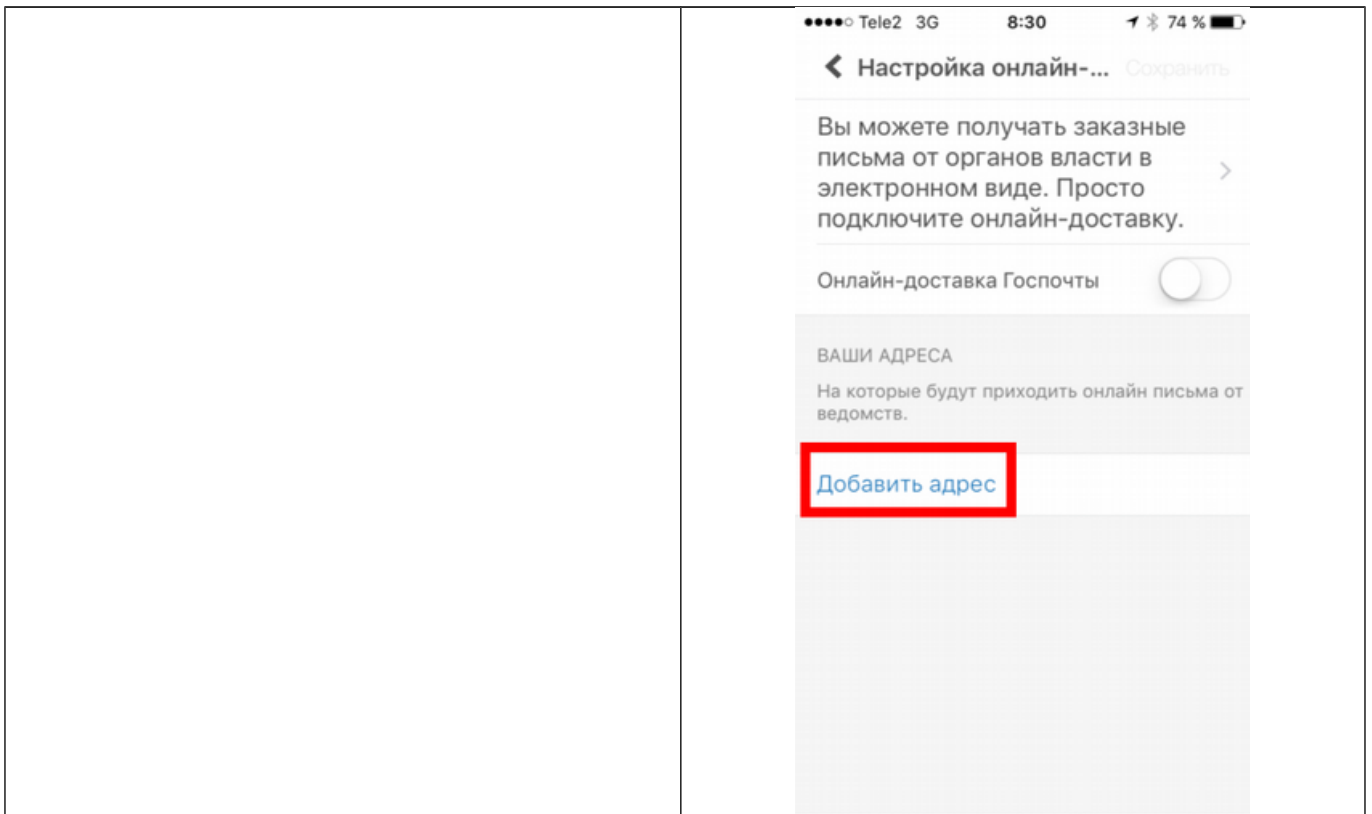 Tele2 3G 8:30 74 %
Настройка онлайн-... Сохранить
Вы можете получать заказные
письма от органов власти в
электронном виде. Просто
подключите онлайн-доставку.
Онлайн-доставка Госпочты
ВАШИ АДРЕСА
На которые будут приходить онлайн письма от
ведомств.
Добавить адрес